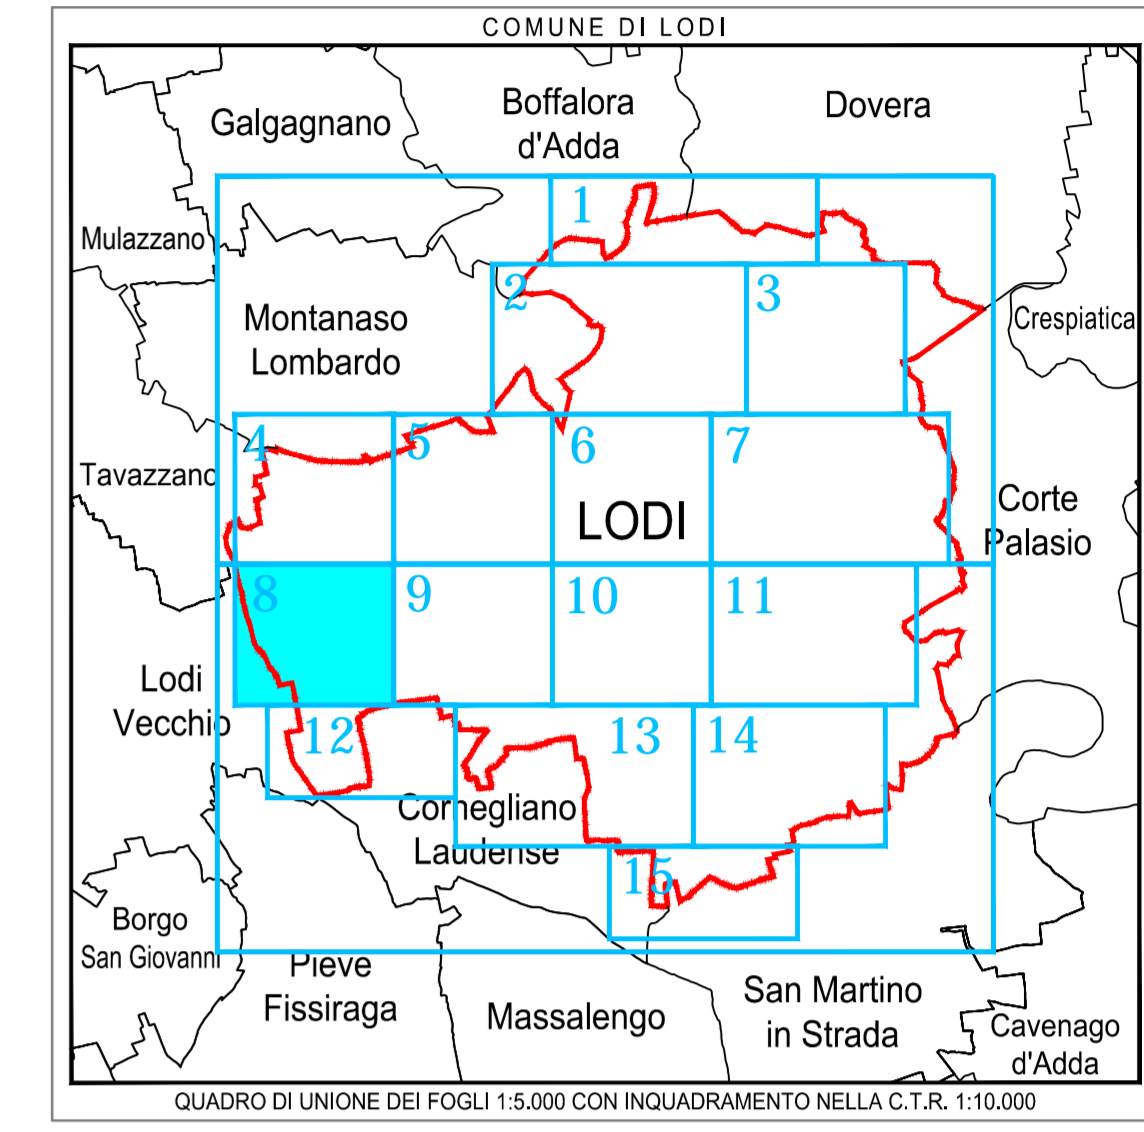 COMUNE DI LODI
Galgagnano
Boffalora
d'Adda
Dovera
1
Mulazzano
2
3
Montanaso
Lombardo
Crespiatica
4
5
6
7
Tavazzano
LODI
Corte
Palasio
8
9
10
11
Lodi
Vecchio
12
13
14
Cornegliano
Laudense
15
Borgo
San Giovanni
Pieve
Fissiraga
Massalengo
San Martino
in Strada
Cavenago
d'Adda
QUADRO DI UNIONE DEI FOGLI 1:5.000 CON INQUADRAMENTO NELLA C.T.R. 1:10.000